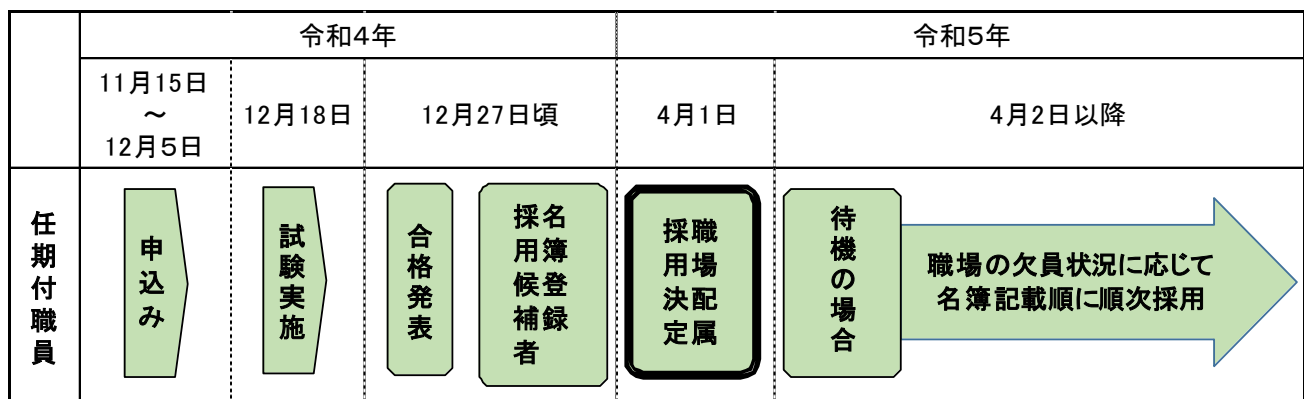 令和4年
令和5年
11月15日
～
12月5日
12月18日
12月27日頃
4月1日
4月2日以降
任期付職員
申込み
試験実施
合格発表
名簿登録
採用候補者
職場配属
採用決定
待機の場合
職場の欠員状況に応じて
名簿記載順に順次採用